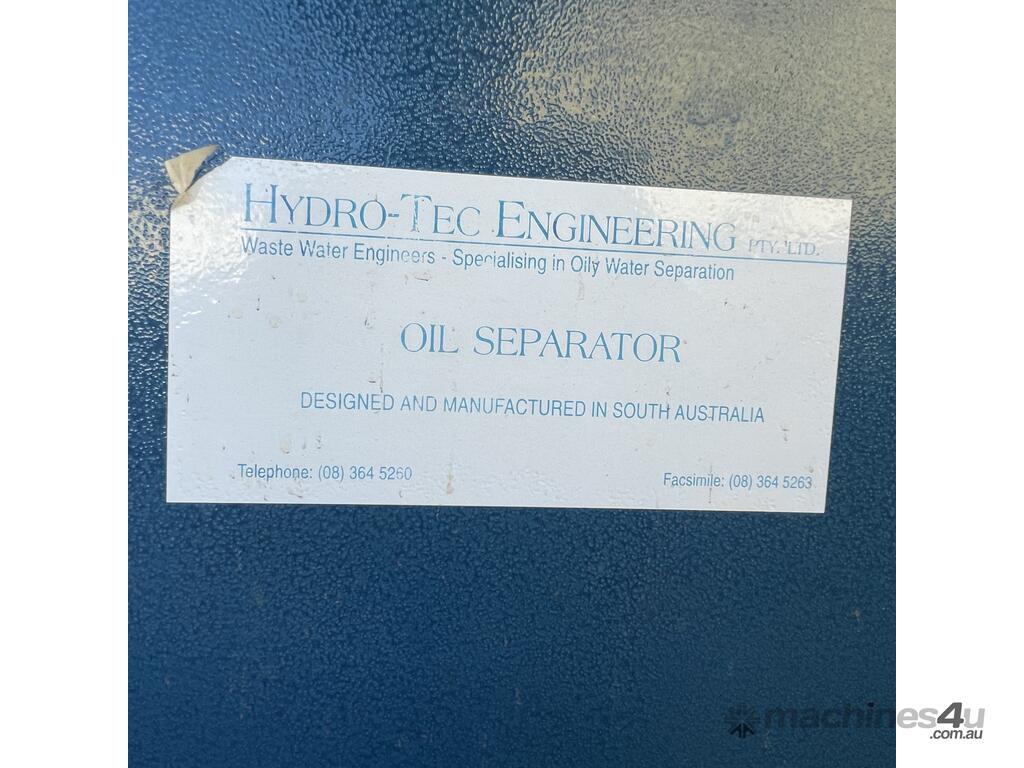 HYDRO-TEC ENGINEERING PTY. LTD.
Waste Water Engineers - Specialising in Oily Water Separation
OIL SEPARATOR
DESIGNED AND MANUFACTURED IN SOUTH AUSTRALIA
Telephone: (08) 364 5260
Facsimile: (08) 364 5263
machines4u
.com.au